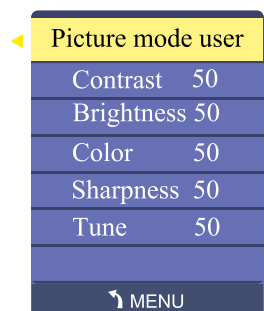 Picture mode user
Contrast 50
Brightness 50
Color 50
Sharpness 50
Tune 50
MENU